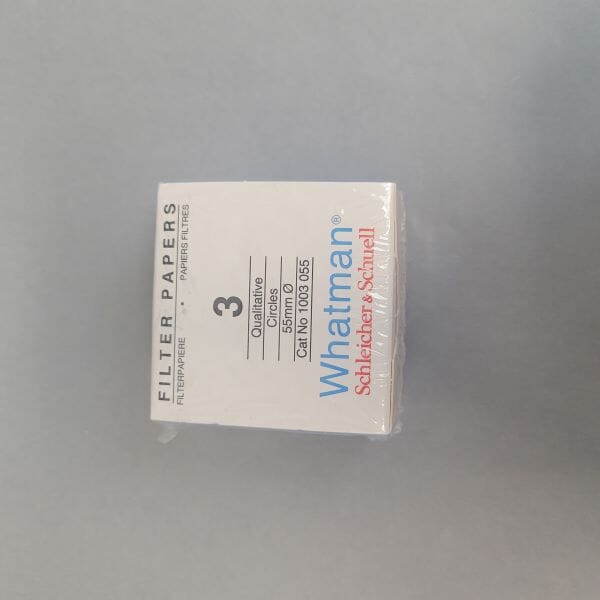 FILTER PAPERS
FILTERPAPIERE • PAPIERS FILTRES
3
Qualitative
Circles
55mm Ø
Cat No 1003 055
Whatman®
Schleicher & Schuell